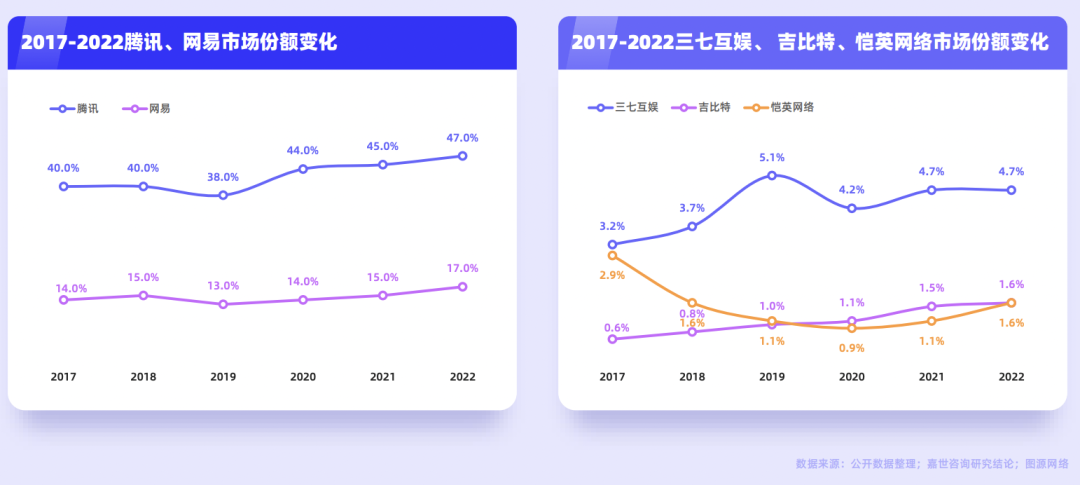 2017-2022腾讯、网易市场份额变化
腾讯 网易
40.0% 40.0% 38.0% 44.0% 45.0% 47.0%
14.0% 15.0% 13.0% 14.0% 15.0% 17.0%
2017 2018 2019 2020 2021 2022
2017-2022三七互娱、 吉比特、恺英网络市场份额变化
三七互娱 吉比特 恺英网络
3.2% 3.7% 5.1% 4.2% 4.7% 4.7%
0.6% 0.8% 1.0% 1.1% 1.5% 1.6%
2.9% 1.6% 1.1% 0.9% 1.1% 1.6%
2017 2018 2019 2020 2021 2022
数据来源：公开数据整理；嘉世咨询研究结论；图源网络